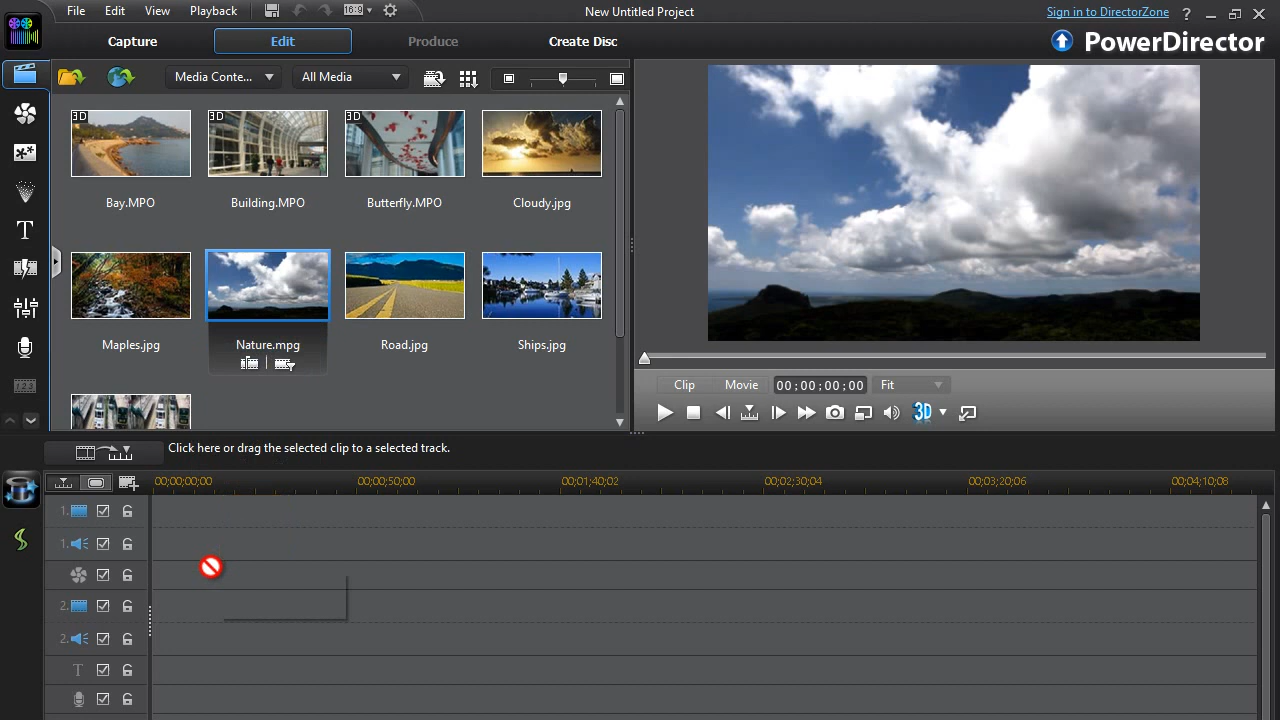 File Edit View Playback 16:9 New Untitled Project Sign in to DirectorZone ?
Capture Edit Produce Create Disc PowerDirector
Media Conte... All Media
3D 3D 3D
Bay.MPO Building.MPO Butterfly.MPO Cloudy.jpg
Maples.jpg Nature.mpg Road.jpg Ships.jpg
T
Clip Movie 00;00;00;00 Fit
3D
Click here or drag the selected clip to a selected track.
00;00;00;00 00;00;50;00 00;01;40;02 00;02;30;04 00;03;20;06 00;04;10;08
1.
1.
2.
2.
T